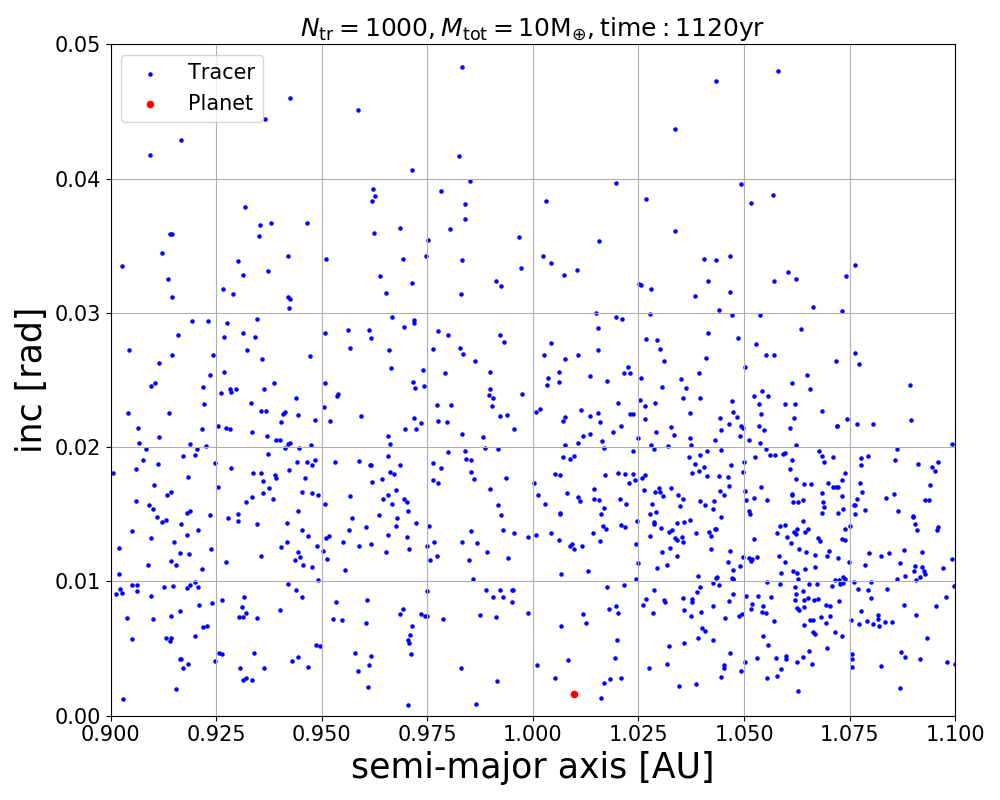 N_tr = 1000, M_tot = 10M_⊕, time : 1120yr
Tracer
Planet
0.05
0.04
0.03
0.02
0.01
0.00
inc [rad]
0.900 0.925 0.950 0.975 1.000 1.025 1.050 1.075 1.100
semi-major axis [AU]